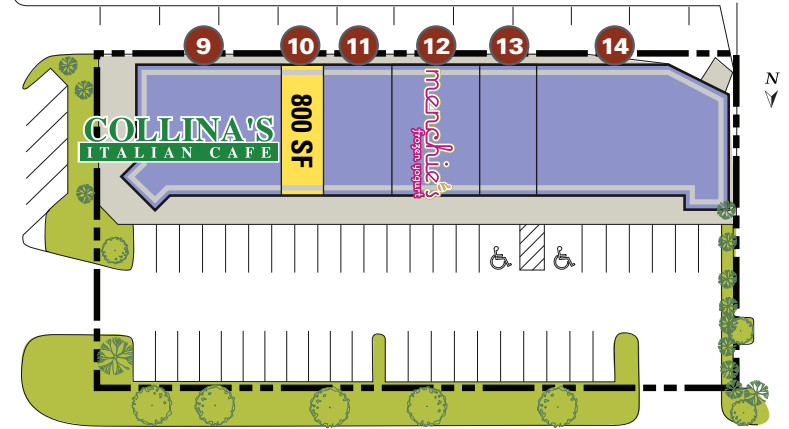 9
10
11
12
13
14
N
COLLINA'S
ITALIAN CAFE
800 SF
menchie's
frozen yogurt